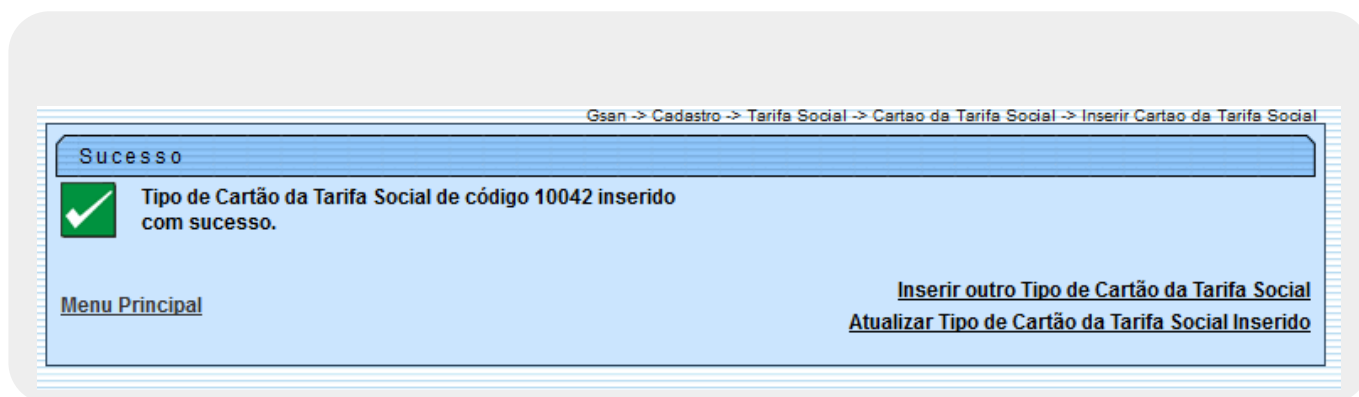 Gsan -> Cadastro -> Tarifa Social -> Cartao da Tarifa Social -> Inserir Cartao da Tarifa Social
Sucesso
Tipo de Cartão da Tarifa Social de código 10042 inserido
com sucesso.
Menu Principal
Inserir outro Tipo de Cartão da Tarifa Social
Atualizar Tipo de Cartão da Tarifa Social Inserido